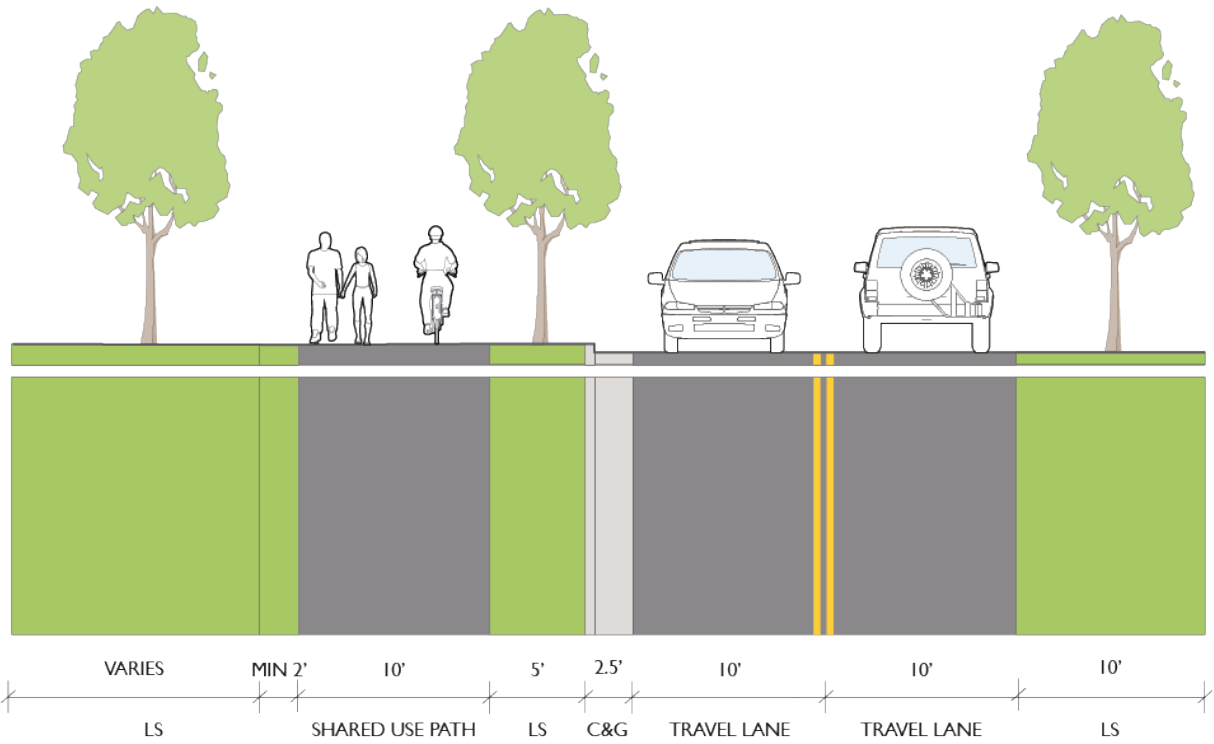 VARIES MIN 2' 10' 5' 2.5' 10' 10' 10'
LS SHARED USE PATH LS C&G TRAVEL LANE TRAVEL LANE LS